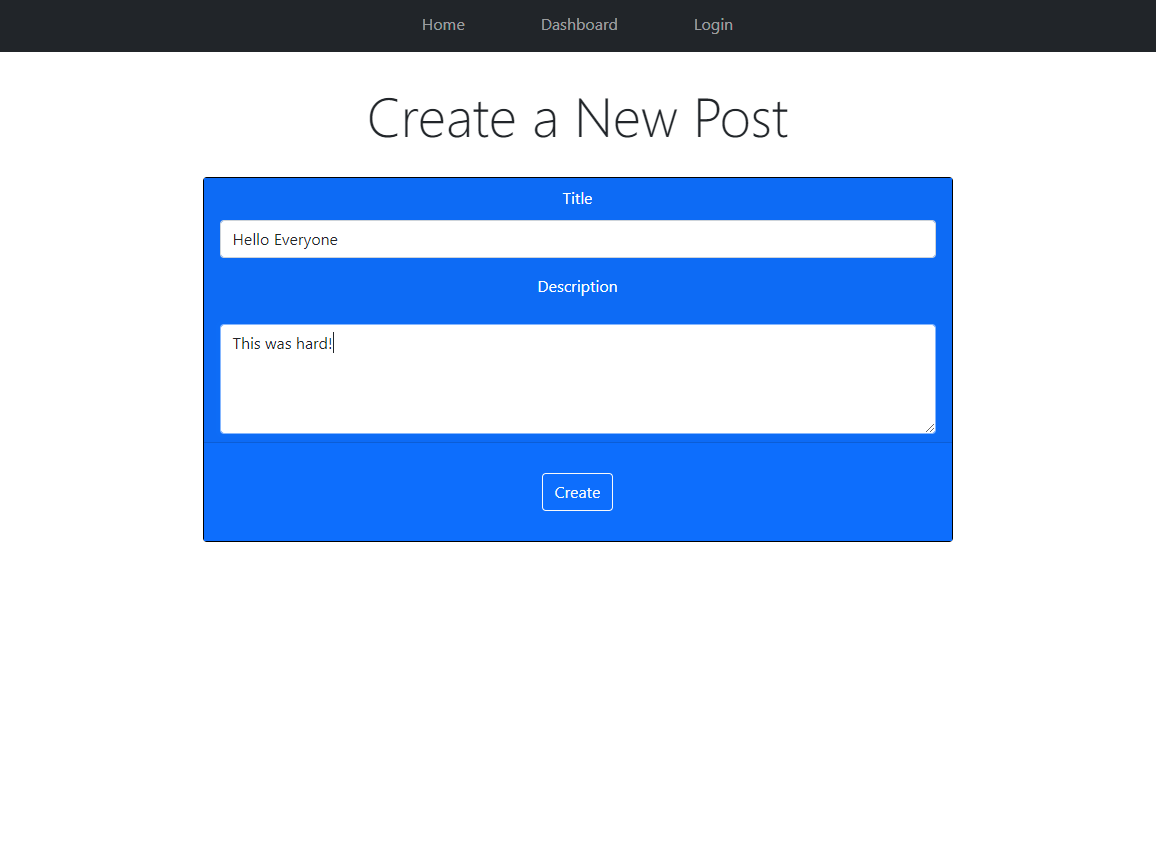 Home Dashboard Login
Create a New Post
Title
Hello Everyone
Description
This was hard!
Create